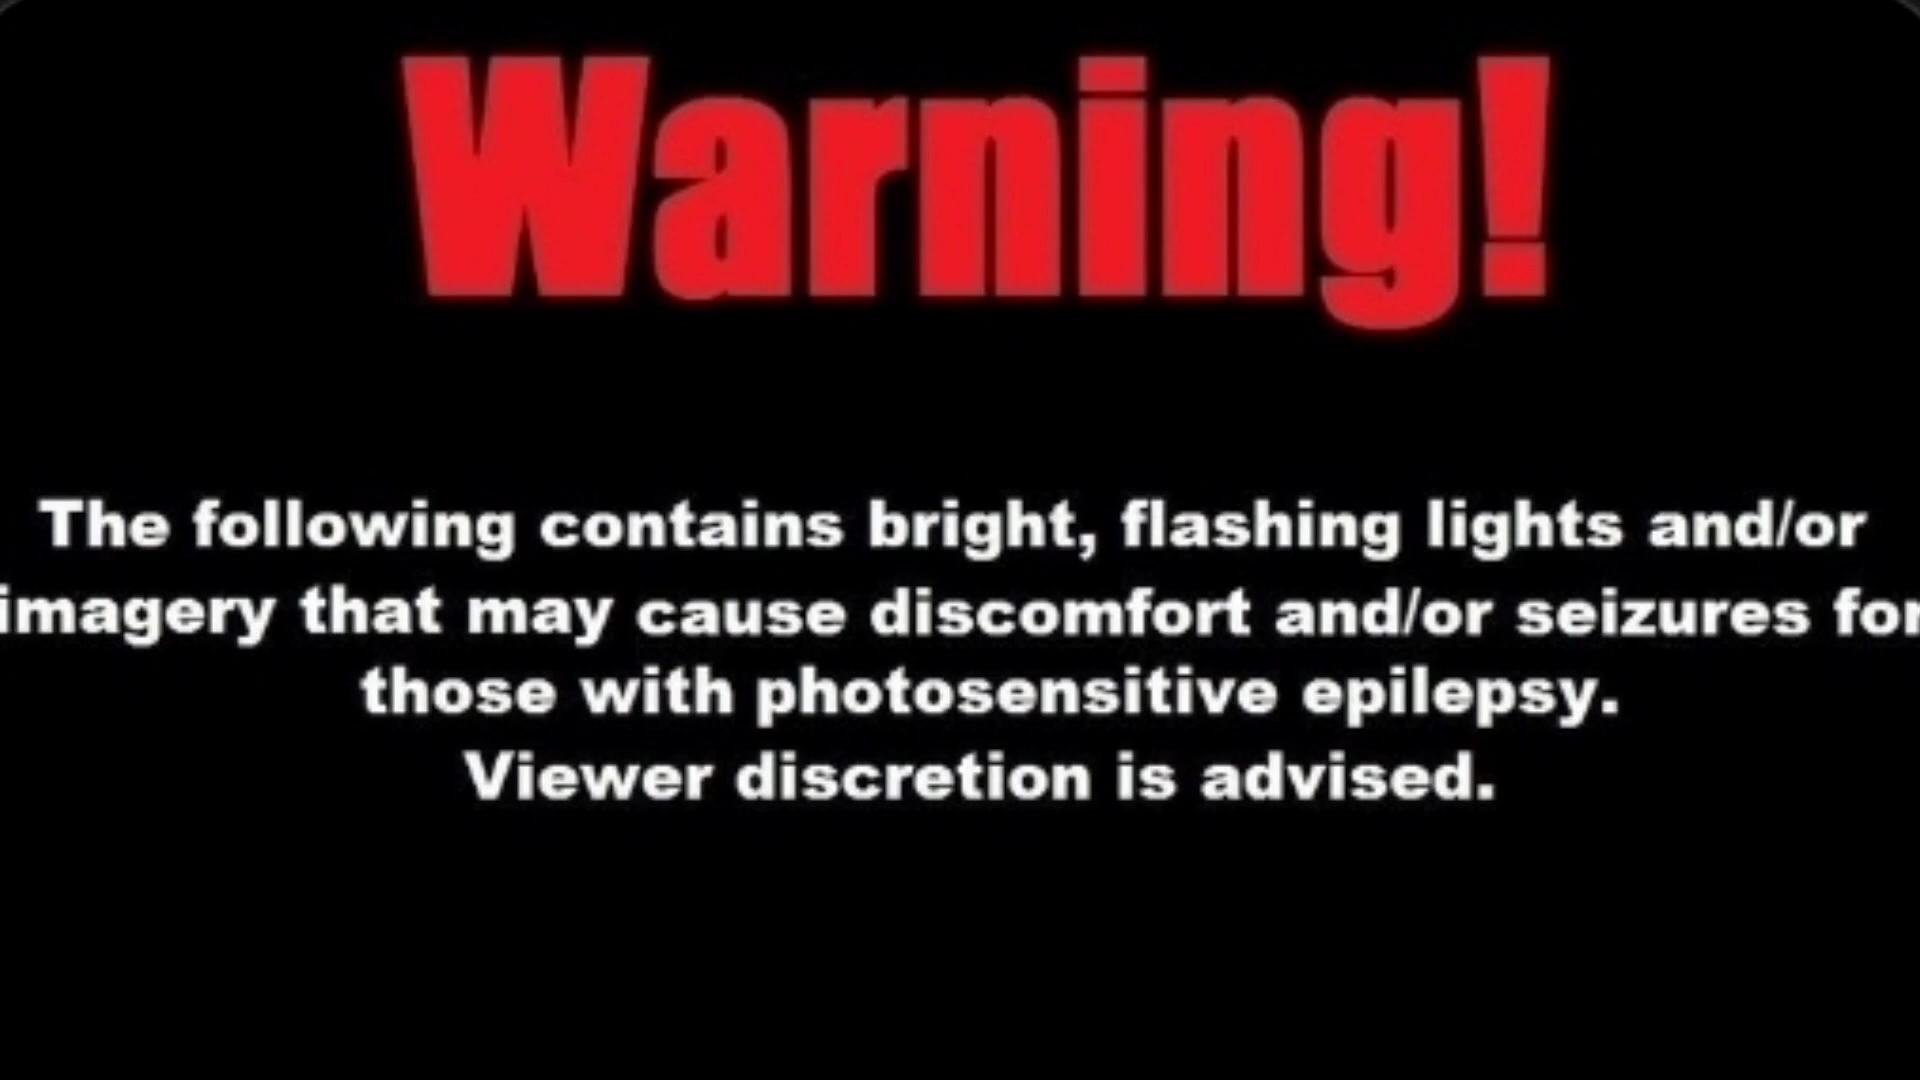 Warning!
The following contains bright, flashing lights and/or
imagery that may cause discomfort and/or seizures for
those with photosensitive epilepsy.
Viewer discretion is advised.